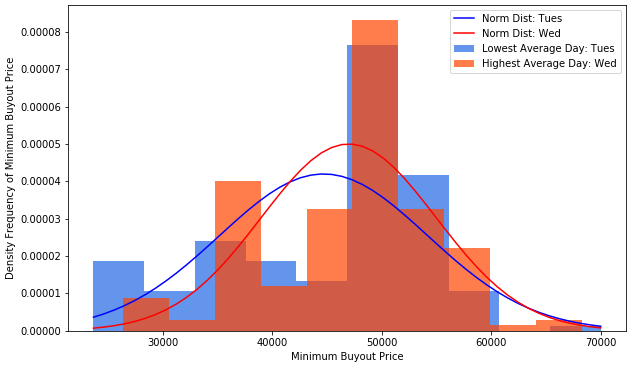 Norm Dist: Tues
Norm Dist: Wed
Lowest Average Day: Tues
Highest Average Day: Wed
Density Frequency of Minimum Buyout Price
0.00008
0.00007
0.00006
0.00005
0.00004
0.00003
0.00002
0.00001
0.00000
30000 40000 50000 60000 70000
Minimum Buyout Price